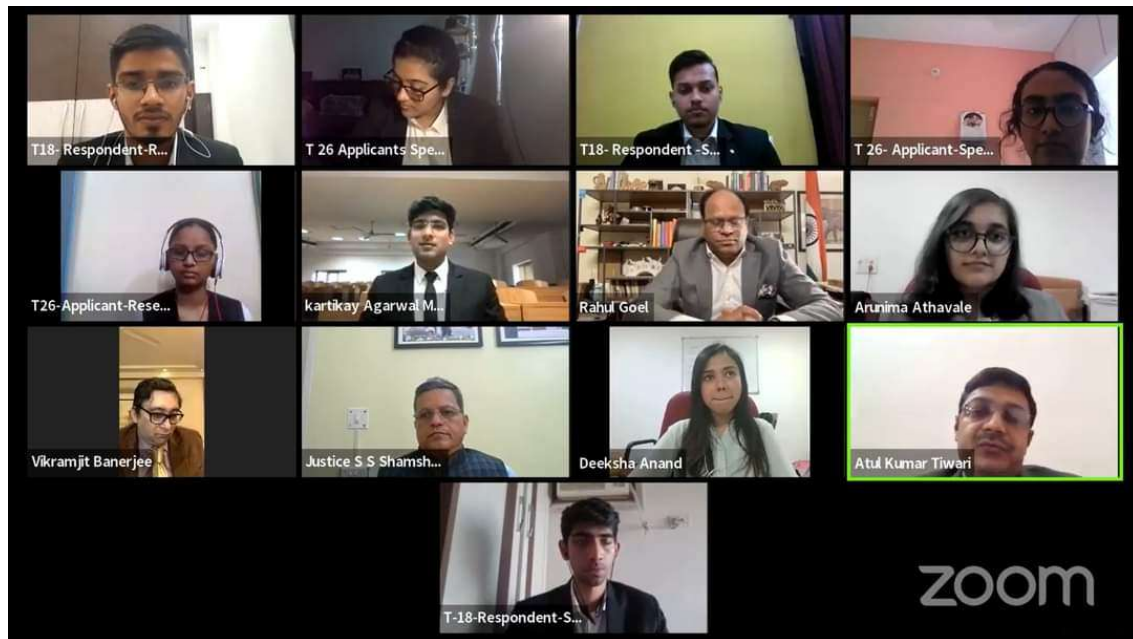 T18- Respondent-R...
T 26 Applicants Spe...
T18- Respondent -S...
T 26- Applicant-Spe...
T26-Applicant-Rese...
kartikay Agarwal M...
Rahul Goel
Arunima Athavale
Vikramjit Banerjee
Justice S S Shamsh...
Deeksha Anand
Atul Kumar Tiwari
T-18-Respondent-S...
zoom